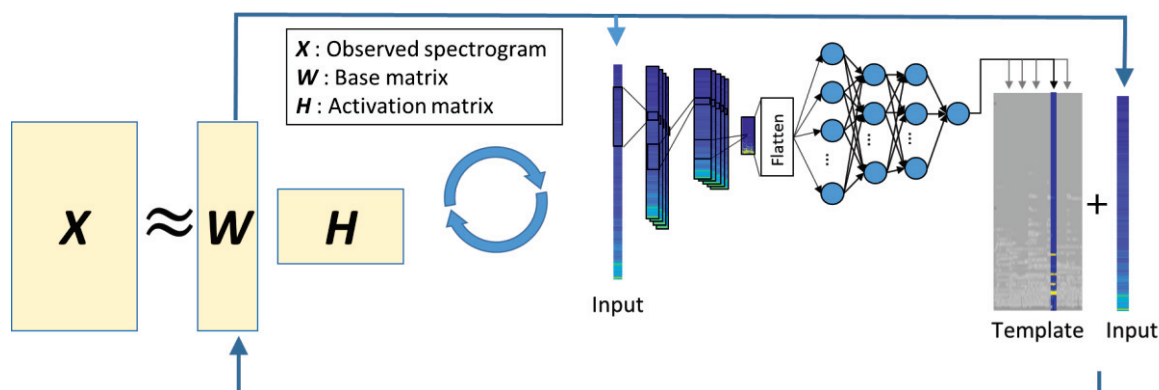 X : Observed spectrogram
W : Base matrix
H : Activation matrix
X ≈ W H
Flatten
...
...
...
+
Input
Template
Input